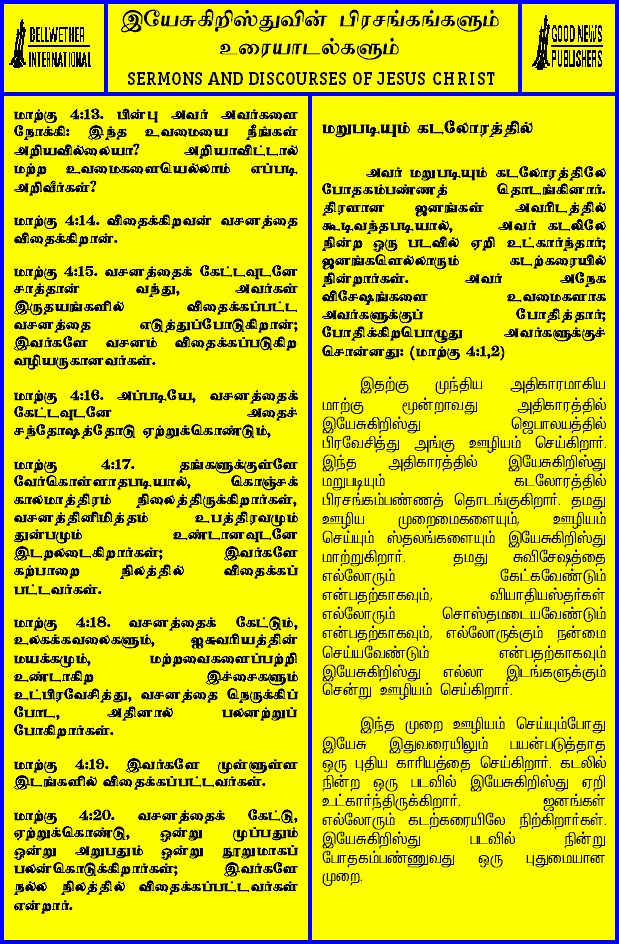 BELLWETHER
INTERNATIONAL
இயேசுகிறிஸ்துவின் பிரசங்கங்களும்
உரையாடல்களும்
SERMONS AND DISCOURSES OF JESUS CHRIST
GOOD NEWS
PUBLISHERS
மாற்கு 4:13. பின்பு அவர் அவர்களை
நோக்கி: இந்த உவமையை நீங்கள்
அறியவில்லையா? அறியாவிட்டால்
மற்ற உவமைகளையெல்லாம் எப்படி
அறிவீர்கள்?
மாற்கு 4:14. விதைக்கிறவன் வசனத்தை
விதைக்கிறான்.
மாற்கு 4:15. வசனத்தைக் கேட்டவுடனே
சாத்தான் வந்து, அவர்கள்
இருதயங்களில் விதைக்கப்பட்ட
வசனத்தை எடுத்துப்போடுகிறான்;
இவர்களே வசனம் விதைக்கப்படுகிற
வழியருகானவர்கள்.
மாற்கு 4:16. அப்படியே, வசனத்தைக்
கேட்டவுடனே அதைச்
சந்தோஷத்தோடு ஏற்றுக்கொண்டும்,
மாற்கு 4:17. தங்களுக்குள்ளே
வேர்கொள்ளாதபடியால், கொஞ்சக்
காலமாத்திரம் நிலைத்திருக்கிறார்கள்,
வசனத்தினிமித்தம் உபத்திரவமும்
துன்பமும் உண்டானவுடனே
இடறலடைகிறார்கள்; இவர்களே
கற்பாறை நிலத்தில் விதைக்கப்
பட்டவர்கள்.
மாற்கு 4:18. வசனத்தைக் கேட்டும்,
உலகக்கவலைகளும், ஐசுவரியத்தின்
மயக்கமும், மற்றவைகளைப்பற்றி
உண்டாகிற இச்சைகளும்
உட்பிரவேசித்து, வசனத்தை நெருக்கிப்
போட, அதினால் பலனற்றுப்
போகிறார்கள்.
மாற்கு 4:19. இவர்களே முள்ளுள்ள
இடங்களில் விதைக்கப்பட்டவர்கள்.
மாற்கு 4:20. வசனத்தைக் கேட்டு,
ஏற்றுக்கொண்டு, ஒன்று முப்பதும்
ஒன்று அறுபதும் ஒன்று நூறுமாகப்
பலன்கொடுக்கிறார்கள்; இவர்களே
நல்ல நிலத்தில் விதைக்கப்பட்டவர்கள்
என்றார்.
மறுபடியும் கடலோரத்தில்
அவர் மறுபடியும் கடலோரத்திலே
போதகம்பண்ணத் தொடங்கினார்.
திரளான ஜனங்கள் அவரிடத்தில்
கூடிவந்தபடியால், அவர் கடலிலே
நின்ற ஒரு படவில் ஏறி உட்கார்ந்தார்;
ஜனங்களெல்லாரும் கடற்கரையில்
நின்றார்கள். அவர் அநேக
விசேஷங்களை உவமைகளாக
அவர்களுக்குப் போதித்தார்;
போதிக்கிறபொழுது அவர்களுக்குச்
சொன்னது: (மாற்கு 4:1,2)
இதற்கு முந்திய அதிகாரமாகிய
மாற்கு மூன்றாவது அதிகாரத்தில்
இயேசுகிறிஸ்து ஜெபாலயத்தில்
பிரவேசித்து அங்கு ஊழியம் செய்கிறார்.
இந்த அதிகாரத்தில் இயேசுகிறிஸ்து
மறுபடியும் கடலோரத்தில்
பிரசங்கம்பண்ணத் தொடங்குகிறார். தமது
ஊழிய முறைமைகளையும், ஊழியம்
செய்யும் ஸ்தலங்களையும் இயேசுகிறிஸ்து
மாற்றுகிறார். தமது சுவிசேஷத்தை
எல்லோரும் கேட்கவேண்டும்
என்பதற்காகவும், வியாதியஸ்தர்கள்
எல்லோரும் சொஸ்தமடையவேண்டும்
என்பதற்காகவும், எல்லோருக்கும் நன்மை
செய்யவேண்டும் என்பதற்காகவும்
இயேசுகிறிஸ்து எல்லா இடங்களுக்கும்
சென்று ஊழியம் செய்கிறார்.
இந்த முறை ஊழியம் செய்யும்போது
இயேசு இதுவரையிலும் பயன்படுத்தாத
ஒரு புதிய காரியத்தை செய்கிறார். கடலில்
நின்ற ஒரு படவில் இயேசுகிறிஸ்து ஏறி
உட்கார்ந்திருக்கிறார். ஜனங்கள்
எல்லோரும் கடற்கரையிலே நிற்கிறார்கள்.
இயேசுகிறிஸ்து படவில் நின்று
போதகம்பண்ணுவது ஒரு புதுமையான
முறை.